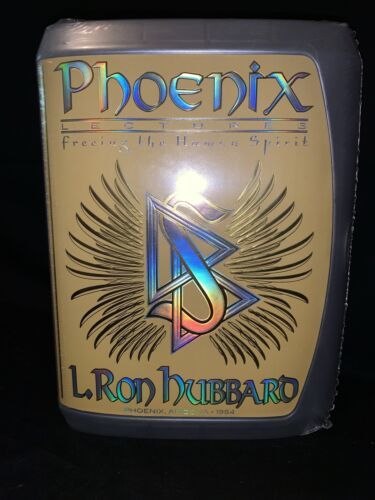 Phoenix
LECTURES
freeing the Human Spirit
S
L. Ron Hubbard
PHOENIX, ARIZONA • 1954